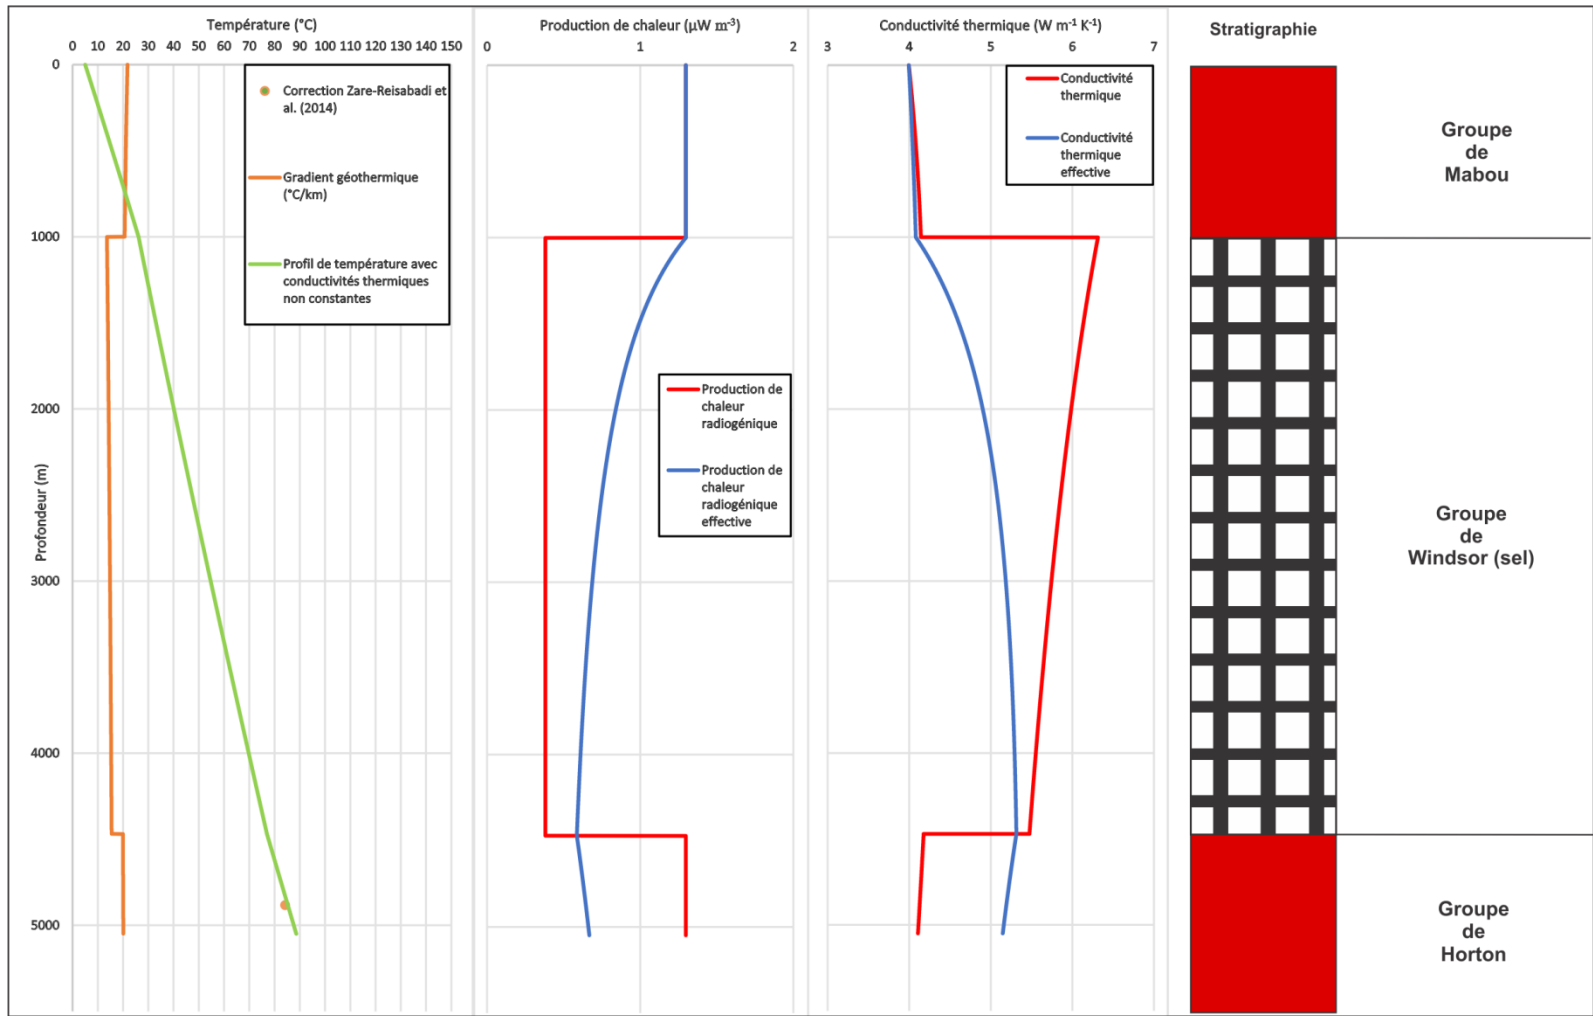 Température (°C)
0 10 20 30 40 50 60 70 80 90 100 110 120 130 140 150
Production de chaleur (µW m⁻³)
0 1 2
Conductivité thermique (W m⁻¹ K⁻¹)
3 4 5 6 7
Stratigraphie
Profondeur (m)
0
1000
2000
3000
4000
5000
Correction Zare-Reisabadi et
al. (2014)
Gradient géothermique
(°C/km)
Profil de température avec
conductivités thermiques
non constantes
Production de
chaleur
radiogénique
Production de
chaleur
radiogénique
effective
Conductivité
thermique
Conductivité
thermique
effective
Groupe
de
Mabou
Groupe
de
Windsor (sel)
Groupe
de
Horton